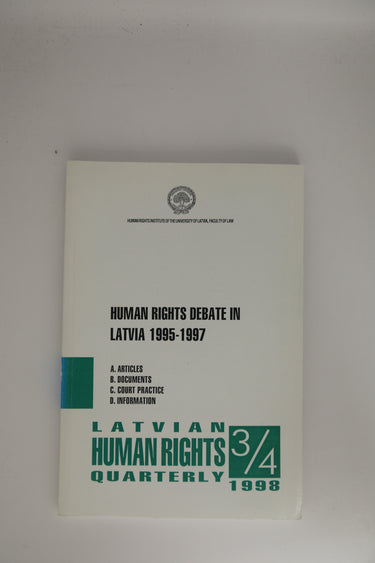 HUMAN RIGHTS INSTITUTE OF THE UNIVERSITY OF LATVIA, FACULTY OF LAW
HUMAN RIGHTS DEBATE IN
LATVIA 1995-1997
A. ARTICLES
B. DOCUMENTS
C. COURT PRACTICE
D. INFORMATION
LATVIAN
HUMAN RIGHTS 3/4
QUARTERLY 1998